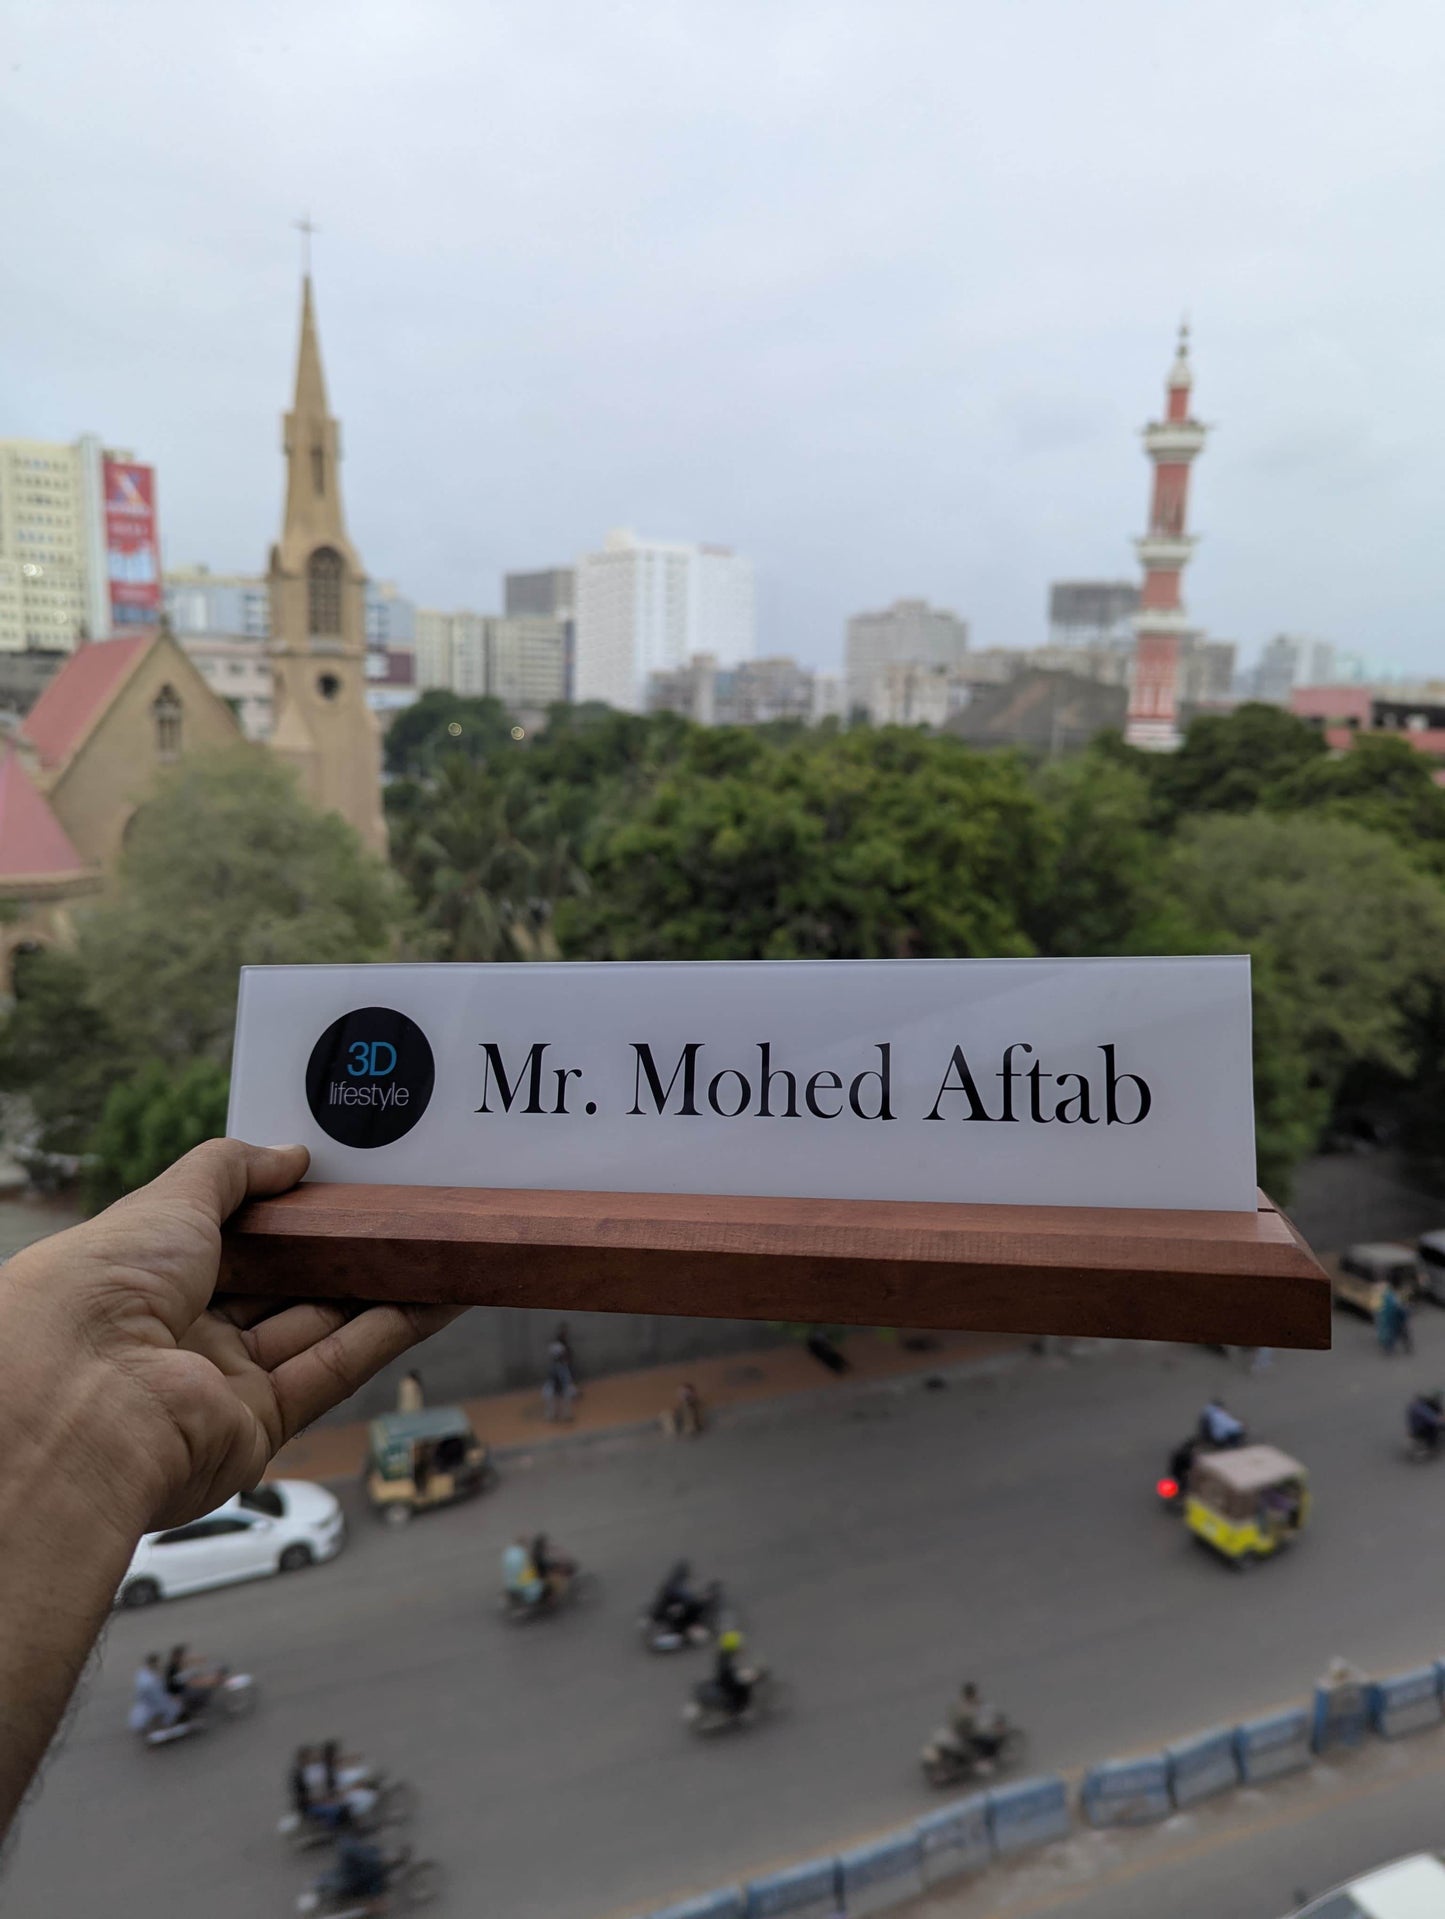 3D
lifestyle
Mr. Mohed Aftab